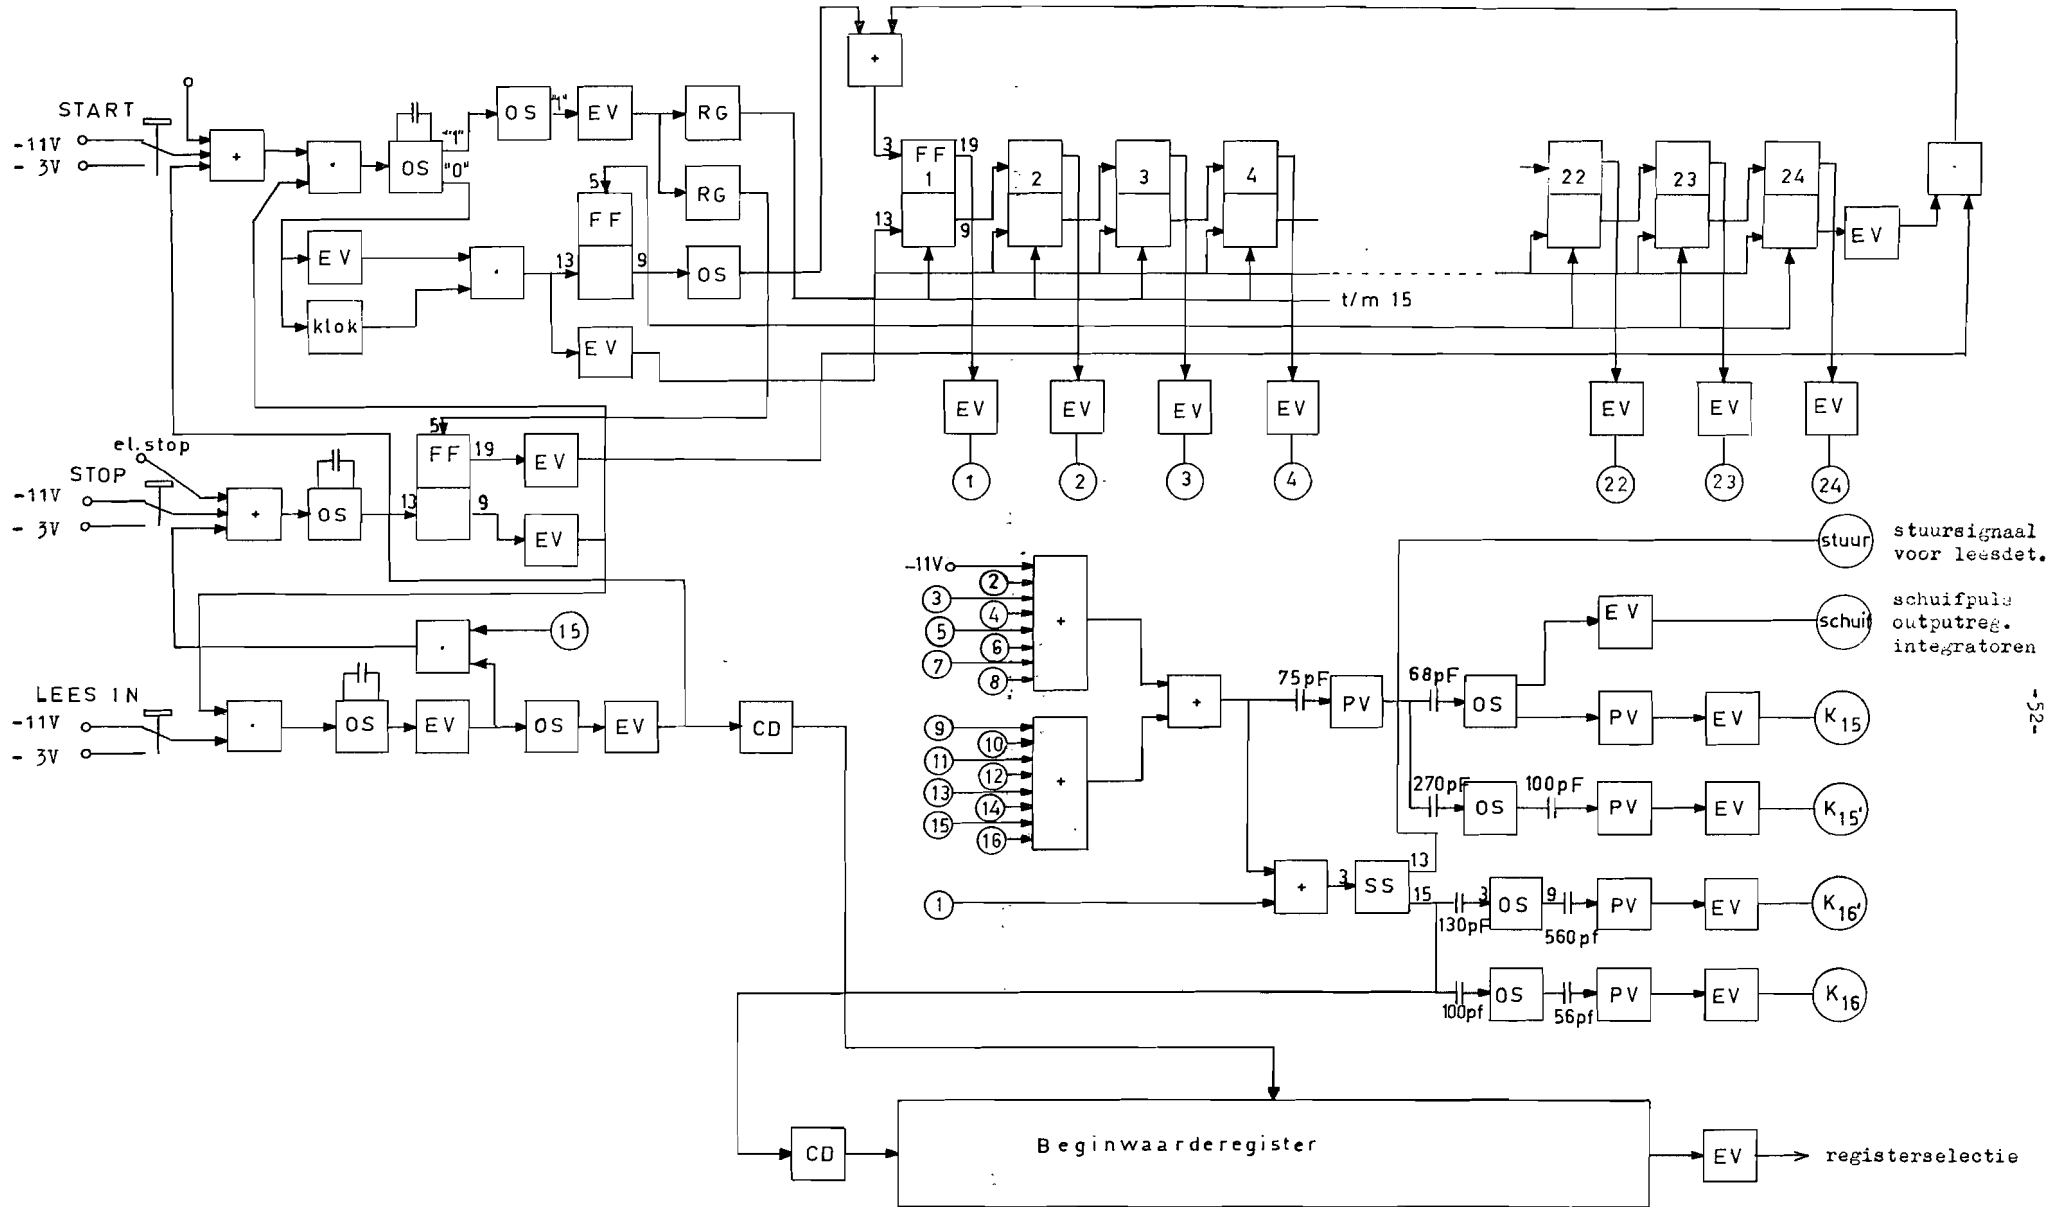 START
-11V
- 3V
+
.
OS
"1"
"0"
OS
"1"
EV
RG
RG
EV
klok
.
5
FF
13
9
OS
EV
+
3
FF
19
1
13
9
2
3
4
22
23
24
EV
.
t/m 15
EV
EV
EV
EV
EV
EV
EV
1
2
3
4
22
23
24
el.stop
STOP
-11V
- 3V
+
OS
5
FF
19
13
9
EV
EV
.
15
LEES IN
-11V
- 3V
.
OS
EV
OS
EV
CD
-11V
2
3
4
5
6
7
8
+
9
10
11
12
13
14
15
16
+
+
1
+
3
SS
13
15
75pF
PV
68pF
OS
EV
PV
EV
270pF
OS
100pF
PV
EV
130pF
3
OS
9
560pf
PV
EV
100pf
OS
56pf
PV
EV
stuur
stuursignaal
voor leesdet.
schuif
schuifpuls
outputreg.
integratoren
K15
K15'
K16'
K16
-52-
CD
Beginwaarderegister
EV
registerselectie